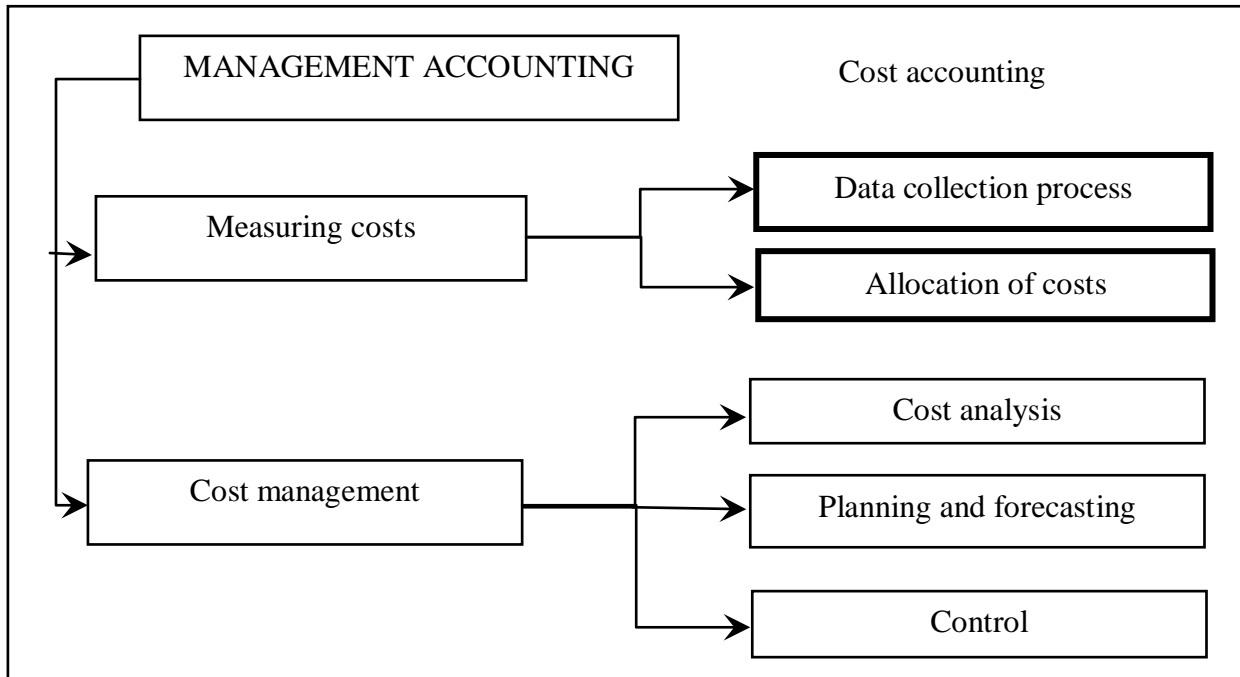 MANAGEMENT ACCOUNTING
Cost accounting
Data collection process
Measuring costs
Allocation of costs
Cost analysis
Cost management
Planning and forecasting
Control